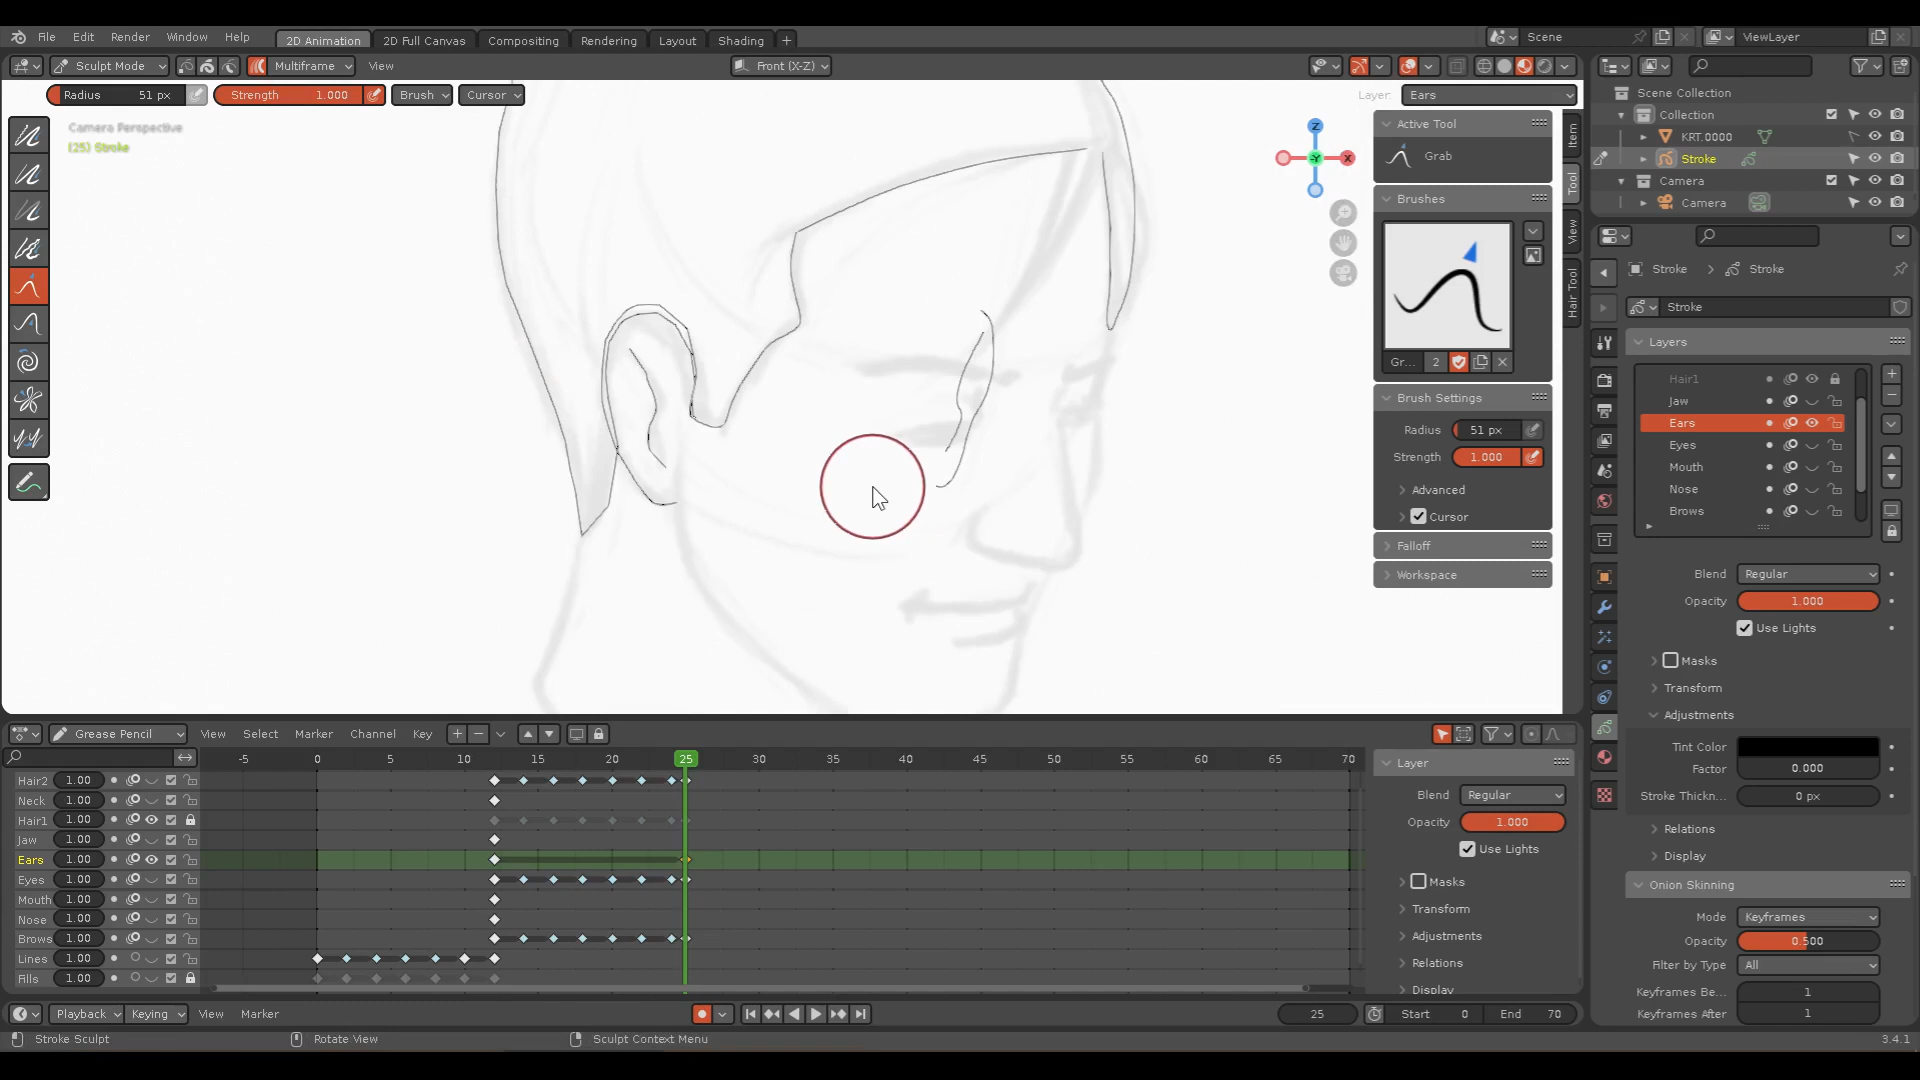 File Edit Render Window Help 2D Animation 2D Full Canvas Compositing Rendering Layout Shading + Scene ViewLayer
Sculpt Mode Multiframe View Front (X-Z)
Radius 51 px Strength 1.000 Brush Cursor Layer: Ears
Camera Perspective
(25) Stroke
Z
Y
X
Active Tool
Grab
Brushes
Gr... 2
Brush Settings
Radius 51 px
Strength 1.000
Advanced
Cursor
Falloff
Workspace
Item
Tool
View
Hair Tool
Scene Collection
Collection
KRT.0000
Stroke
Camera
Camera
Stroke > Stroke
Stroke
Layers
Hair1
Jaw
Ears
Eyes
Mouth
Nose
Brows
Blend Regular
Opacity 1.000
Use Lights
Masks
Transform
Adjustments
Tint Color
Factor 0.000
Stroke Thickn... 0 px
Relations
Display
Onion Skinning
Mode Keyframes
Opacity 0.500
Filter by Type All
Keyframes Be... 1
Keyframes After 1
Grease Pencil View Select Marker Channel Key
-5 0 5 10 15 20 25 30 35 40 45 50 55 60 65 70
Hair2 1.00
Neck 1.00
Hair1 1.00
Jaw 1.00
Ears 1.00
Eyes 1.00
Mouth 1.00
Nose 1.00
Brows 1.00
Lines 1.00
Fills 1.00
Layer
Blend Regular
Opacity 1.000
Use Lights
Masks
Transform
Adjustments
Relations
Display
Playback Keying View Marker 25 Start 0 End 70
Stroke Sculpt Rotate View Sculpt Context Menu 3.4.1